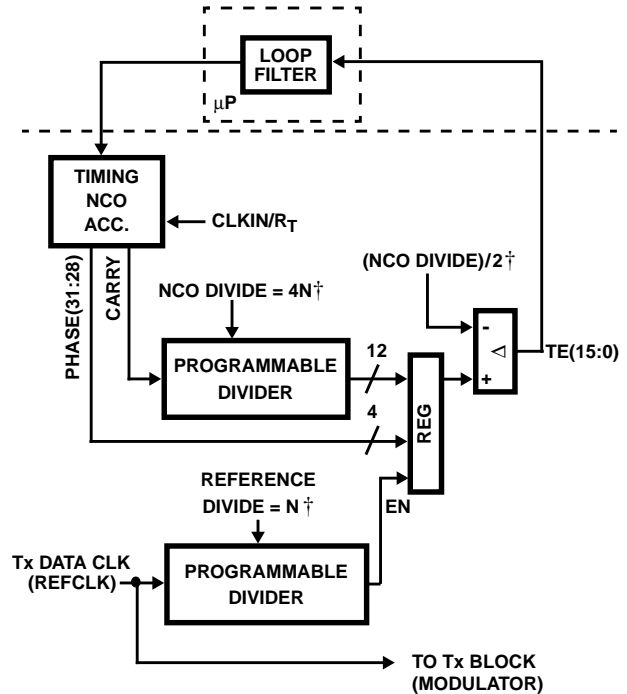 LOOP
FILTER
μP
TIMING
NCO
ACC.
CLKIN/RT
PHASE(31:28)
CARRY
NCO DIVIDE = 4N†
(NCO DIVIDE)/2†
PROGRAMMABLE
DIVIDER
12
4
REG
-
+
◁
TE(15:0)
REFERENCE
DIVIDE = N†
EN
Tx DATA CLK
(REFCLK)
PROGRAMMABLE
DIVIDER
TO Tx BLOCK
(MODULATOR)